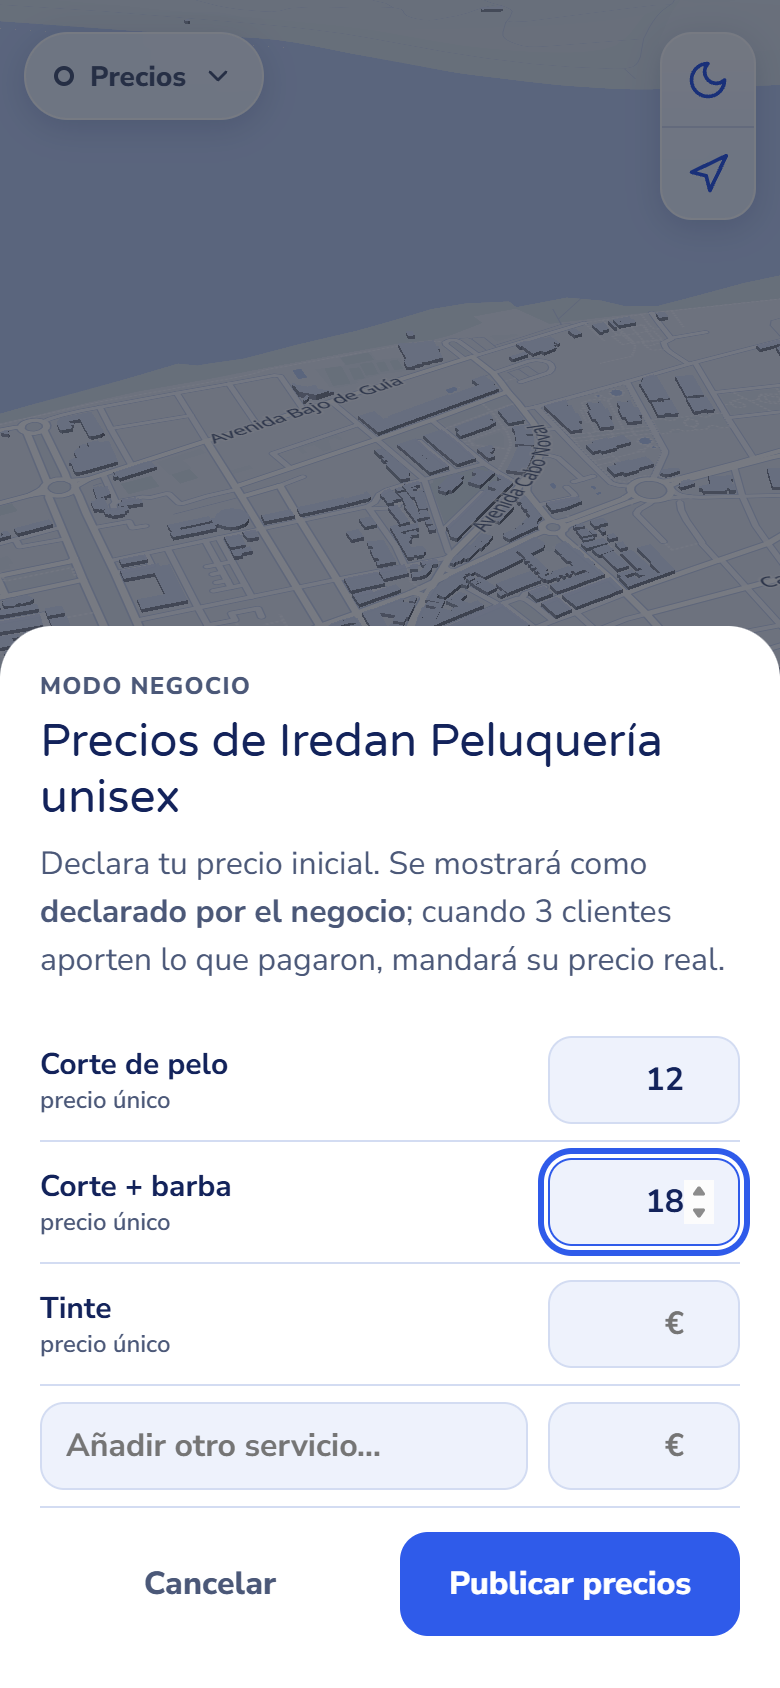 Precios
Avenida Bajo de Guía
Avenida Cabo Noval
MODO NEGOCIO
Precios de Iredan Peluquería
unisex
Declara tu precio inicial. Se mostrará como
declarado por el negocio; cuando 3 clientes
aporten lo que pagaron, mandará su precio real.
Corte de pelo
precio único
12
Corte + barba
precio único
18
Tinte
precio único
€
Añadir otro servicio...
€
Cancelar
Publicar precios